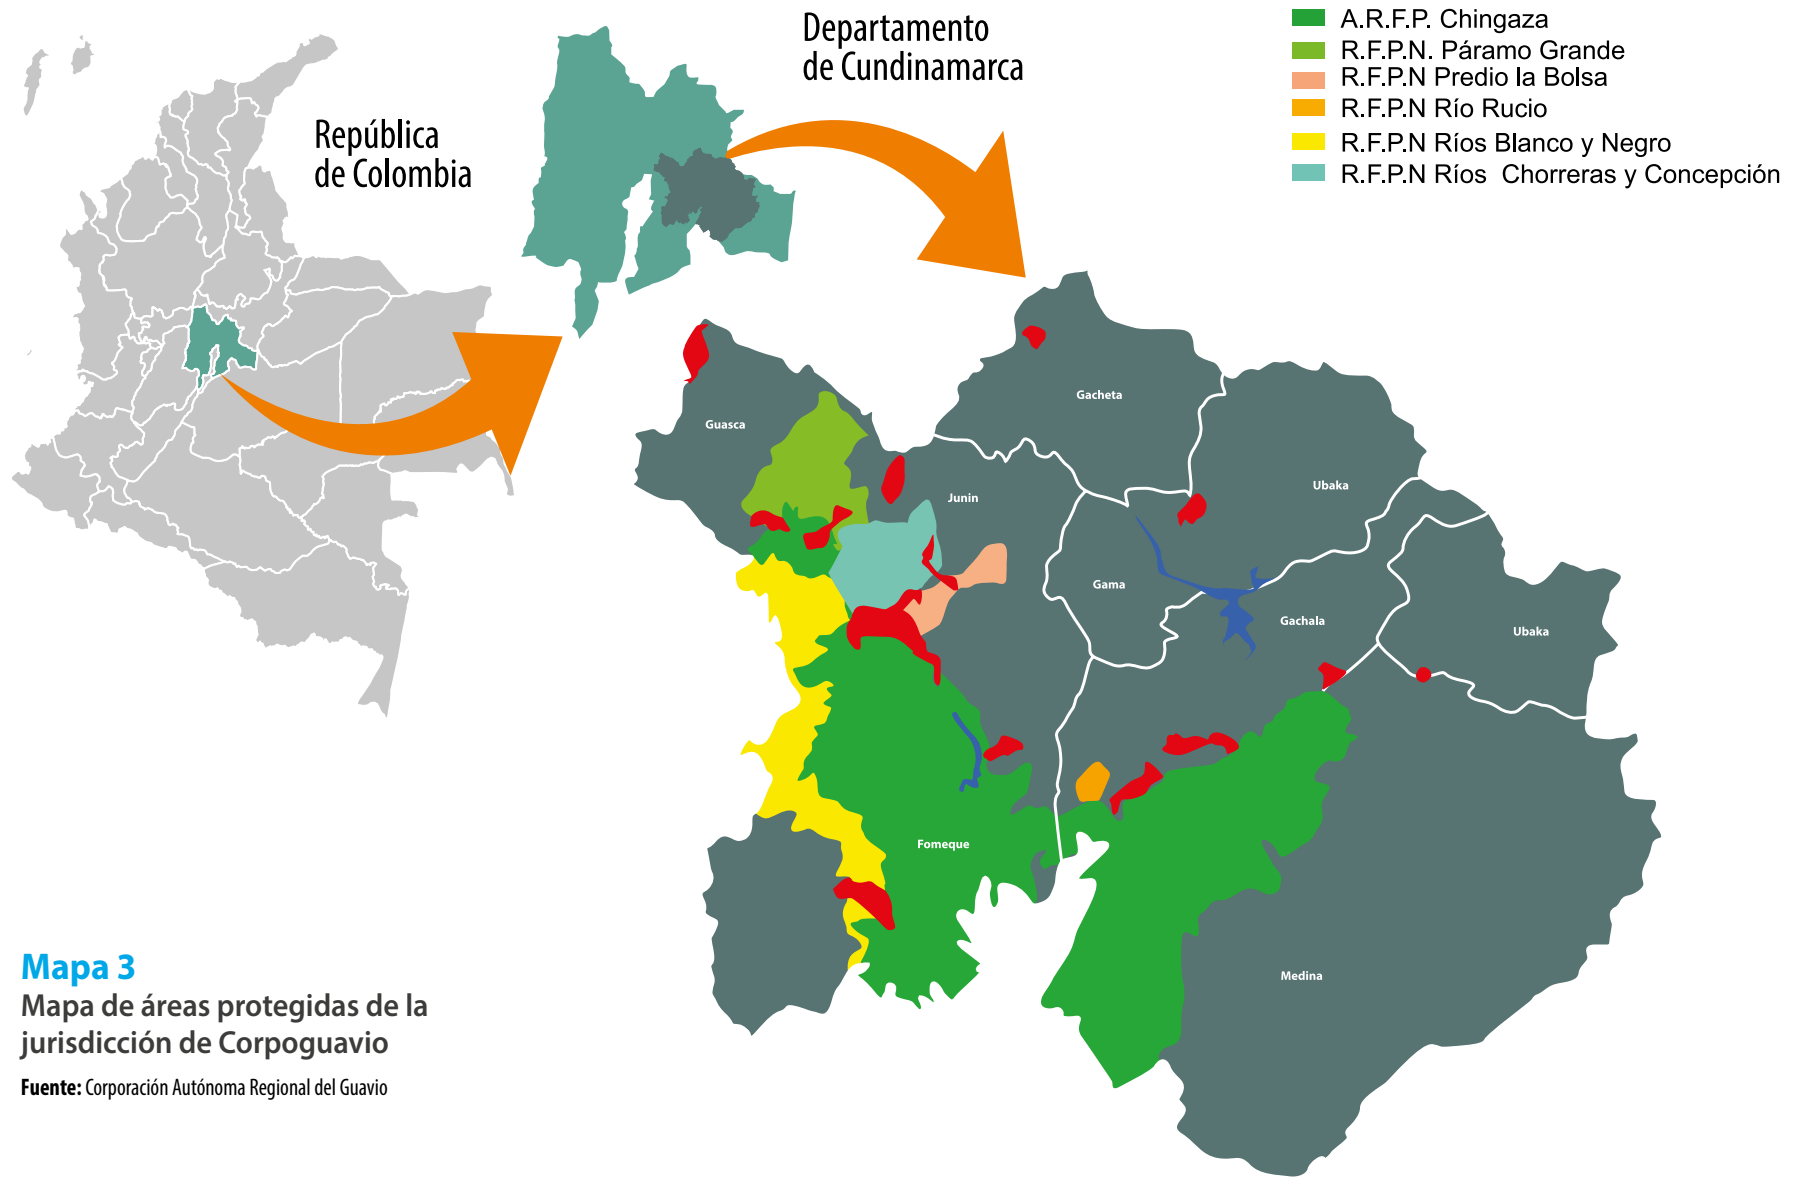 República
de Colombia
Departamento
de Cundinamarca
A.R.F.P. Chingaza
R.F.P.N. Páramo Grande
R.F.P.N Predio la Bolsa
R.F.P.N Río Rucio
R.F.P.N Ríos Blanco y Negro
R.F.P.N Ríos Chorreras y Concepción
Guasca
Gacheta
Junin
Ubaka
Gama
Gachala
Ubaka
Fomeque
Medina
Mapa 3
Mapa de áreas protegidas de la
jurisdicción de Corpoguavio
Fuente: Corporación Autónoma Regional del Guavio